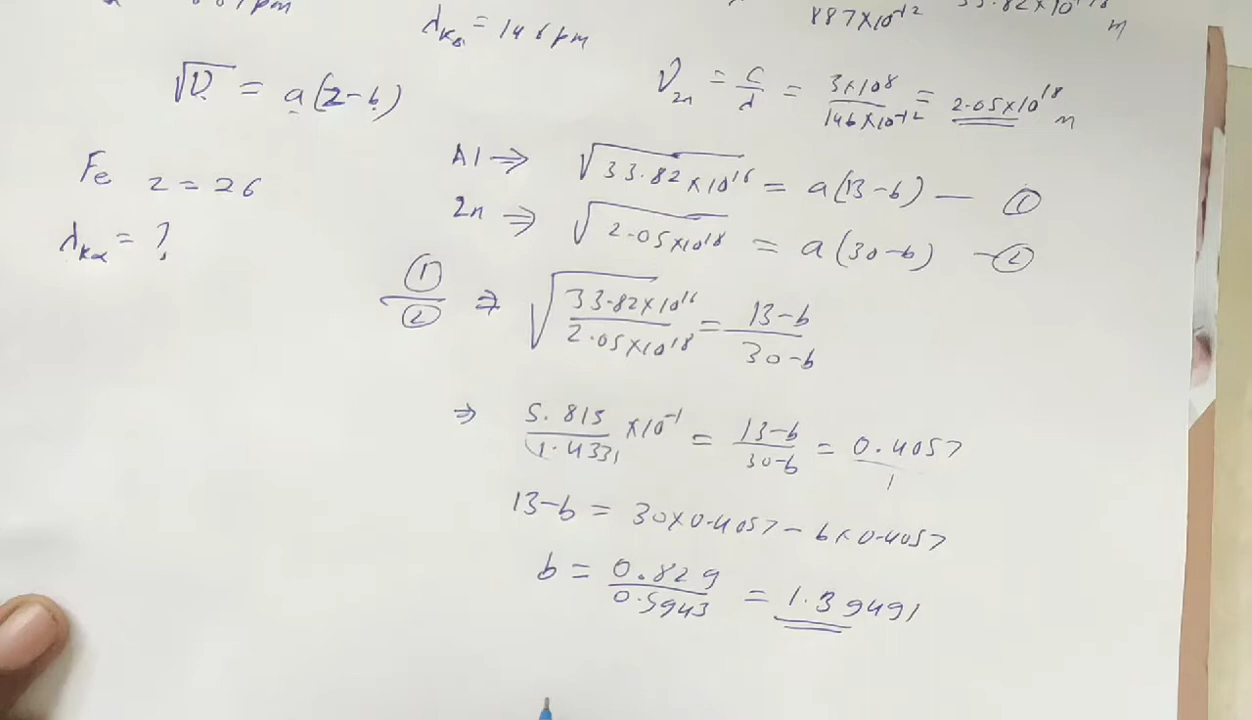 λKα = 146 pm
887×10⁻¹²
√ν = a(z-b)
ν Zn = c/λ = 3×10⁸/146×10⁻¹² = 2.05×10¹⁸ m
Fe z = 26
λKα = ?
Al ⇒ √33.82×10¹⁶ = a(13-b) — ①
Zn ⇒ √2.05×10¹⁸ = a(30-b) — ②
①/② ⇒ √33.82×10¹⁶/2.05×10¹⁸ = 13-b/30-b
⇒ 5.815/1.4331 ×10⁻¹ = 13-b/30-b = 0.4057/1
13-b = 30×0.4057 - b×0.4057
b = 0.829/0.5943 = 1.39491